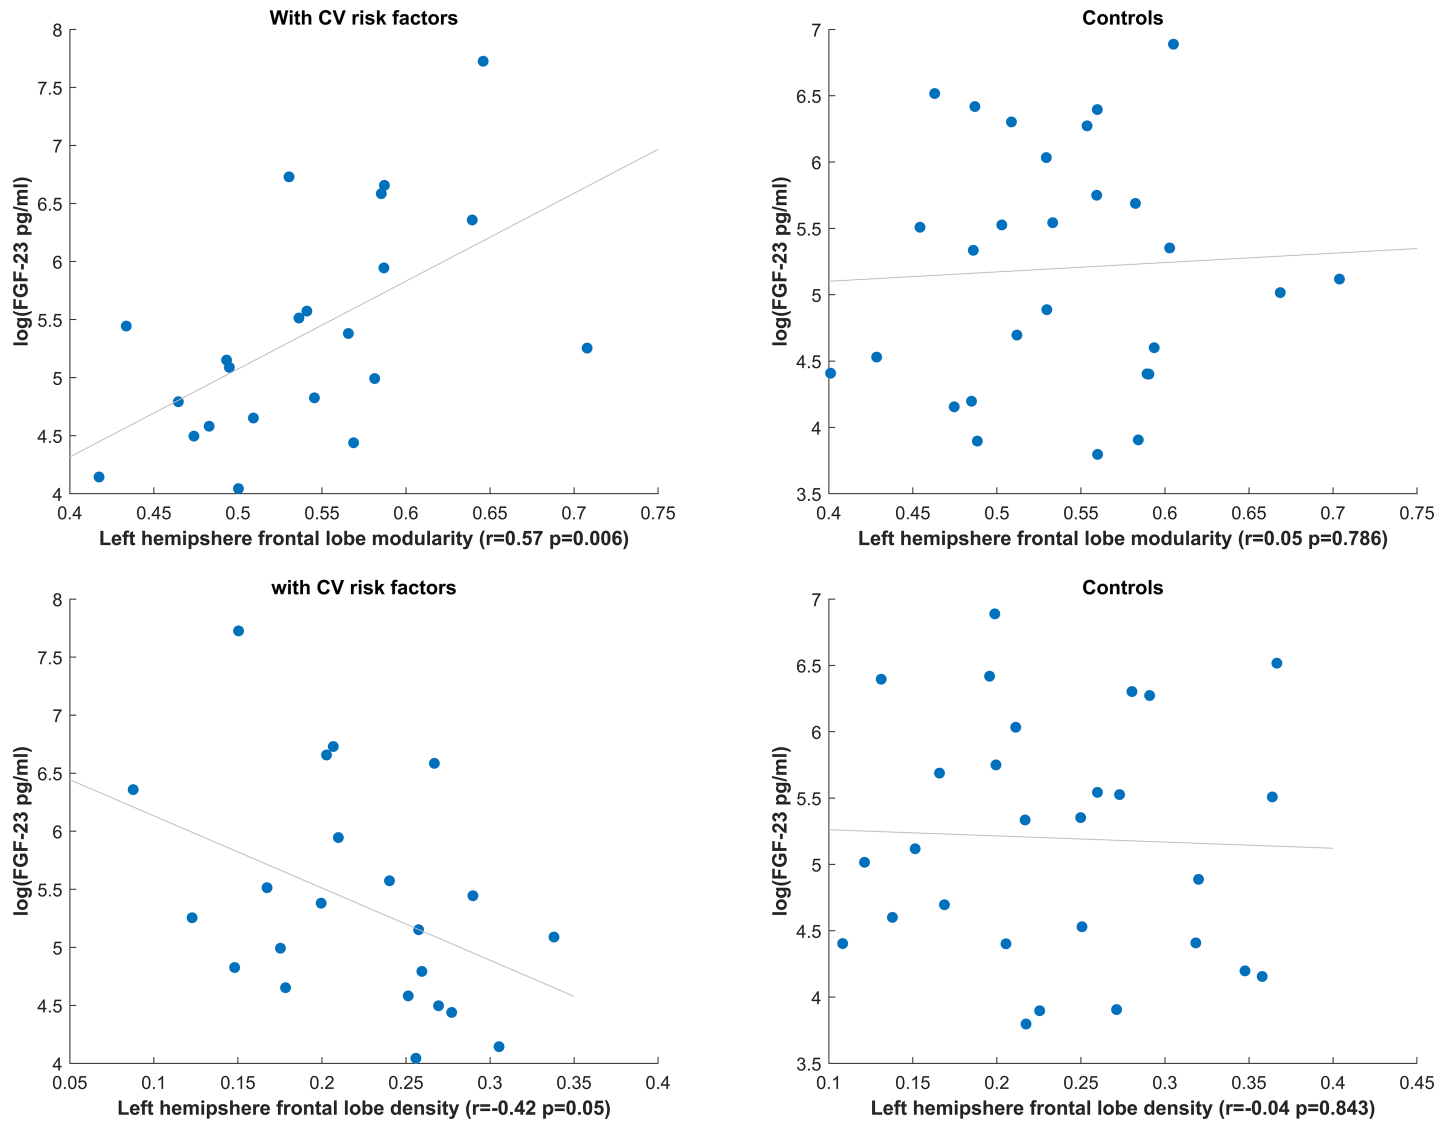 With CV risk factors
8
7.5
7
6.5
6
5.5
5
4.5
4
log(FGF-23 pg/ml)
0.4 0.45 0.5 0.55 0.6 0.65 0.7 0.75
Left hemipshere frontal lobe modularity (r=0.57 p=0.006)
Controls
7
6.5
6
5.5
5
4.5
4
3.5
log(FGF-23 pg/ml)
0.4 0.45 0.5 0.55 0.6 0.65 0.7 0.75
Left hemipshere frontal lobe modularity (r=0.05 p=0.786)
with CV risk factors
8
7.5
7
6.5
6
5.5
5
4.5
4
log(FGF-23 pg/ml)
0.05 0.1 0.15 0.2 0.25 0.3 0.35 0.4
Left hemipshere frontal lobe density (r=-0.42 p=0.05)
Controls
7
6.5
6
5.5
5
4.5
4
3.5
log(FGF-23 pg/ml)
0.1 0.15 0.2 0.25 0.3 0.35 0.4 0.45
Left hemipshere frontal lobe density (r=-0.04 p=0.843)